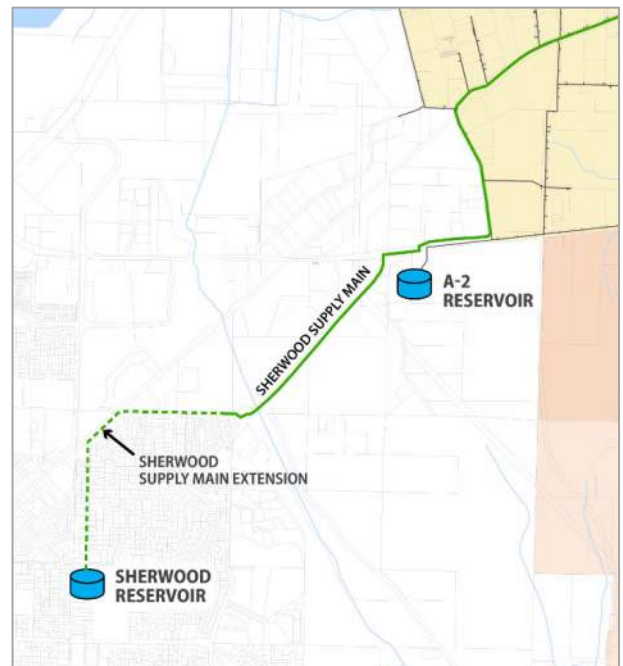 A-2
RESERVOIR
SHERWOOD SUPPLY MAIN
SHERWOOD
SUPPLY MAIN EXTENSION
SHERWOOD
RESERVOIR